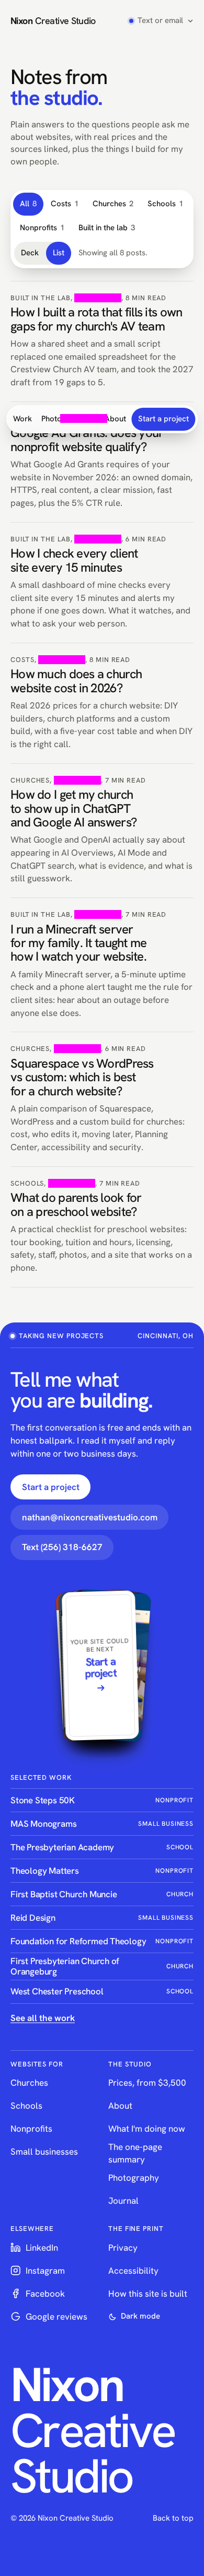 Nixon Creative Studio
Text or email
Notes from
the studio.
Plain answers to the questions people ask me
about websites, with real prices and the
sources linked, plus the things I build for my
own people.
All 8
Costs 1
Churches 2
Schools 1
Nonprofits 1
Built in the lab 3
Deck
List
Showing all 8 posts.
BUILT IN THE LAB, 8 MIN READ
How I built a rota that fills its own
gaps for my church's AV team
How a shared sheet and a small script
replaced one emailed spreadsheet for the
Crestview Church AV team, and took the 2027
draft from 19 gaps to 5.
Work
About
Start a project
Google Ad Grants: does your
nonprofit website qualify?
What Google Ad Grants requires of your
website in November 2026: an owned domain,
HTTPS, real content, a clear mission, fast
pages, plus the 5% CTR rule.
BUILT IN THE LAB, 6 MIN READ
How I check every client
site every 15 minutes
A small dashboard of mine checks every
client site every 15 minutes and alerts my
phone if one goes down. What it watches, and
what to ask your web person.
COSTS, 8 MIN READ
How much does a church
website cost in 2026?
Real 2026 prices for a church website: DIY
builders, church platforms and a custom
build, with a five-year cost table and when DIY
is the right call.
CHURCHES, 7 MIN READ
How do I get my church
to show up in ChatGPT
and Google AI answers?
What Google and OpenAI actually say about
appearing in AI Overviews, AI Mode and
ChatGPT search, what is evidence, and what is
still guesswork.
BUILT IN THE LAB, 7 MIN READ
I run a Minecraft server
for my family. It taught me
how I watch your website.
A family Minecraft server, a 5-minute uptime
check and a phone alert taught me the rule for
client sites: hear about an outage before
anyone else does.
CHURCHES, 6 MIN READ
Squarespace vs WordPress
vs custom: which is best
for a church website?
A plain comparison of Squarespace,
WordPress and a custom build for churches:
cost, who edits it, moving later, Planning
Center, accessibility and security.
SCHOOLS, 7 MIN READ
What do parents look for
on a preschool website?
A practical checklist for preschool websites:
tour booking, tuition and hours, licensing,
safety, staff, photos, and a site that works on a
phone.
TAKING NEW PROJECTS
CINCINNATI, OH
Tell me what
you are building.
The first conversation is free and ends with an
honest ballpark. I read it myself and reply
within one or two business days.
Start a project
nathan@nixoncreativestudio.com
Text (256) 318-6627
YOUR SITE COULD
BE NEXT
Start a
project
SELECTED WORK
Stone Steps 50K NONPROFIT
MAS Monograms SMALL BUSINESS
The Presbyterian Academy SCHOOL
Theology Matters NONPROFIT
First Baptist Church Muncie CHURCH
Reid Design SMALL BUSINESS
Foundation for Reformed Theology NONPROFIT
First Presbyterian Church of
Orangeburg CHURCH
West Chester Preschool SCHOOL
See all the work
WEBSITES FOR
Churches
Schools
Nonprofits
Small businesses
THE STUDIO
Prices, from $3,500
About
What I'm doing now
The one-page
summary
Photography
Journal
ELSEWHERE
LinkedIn
Instagram
Facebook
Google reviews
THE FINE PRINT
Privacy
Accessibility
How this site is built
Dark mode
Nixon
Creative
Studio
© 2026 Nixon Creative Studio
Back to top